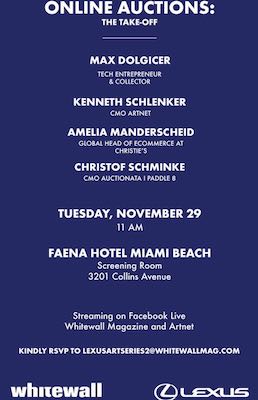 ONLINE AUCTIONS:
THE TAKE-OFF
MAX DOLGICER
TECH ENTREPRENEUR
& COLLECTOR
KENNETH SCHLENKER
CMO ARTNET
AMELIA MANDERSCHEID
GLOBAL HEAD OF ECOMMERCE AT
CHRISTIE'S
CHRISTOF SCHMINKE
CMO AUCTIONATA I PADDLE 8
TUESDAY, NOVEMBER 29
11 AM
FAENA HOTEL MIAMI BEACH
Screening Room
3201 Collins Avenue
Streaming on Facebook Live
Whitewall Magazine and Artnet
KINDLY RSVP TO LEXUSARTSERIES2@WHITEWALLMAG.COM
whitewall LEXUS